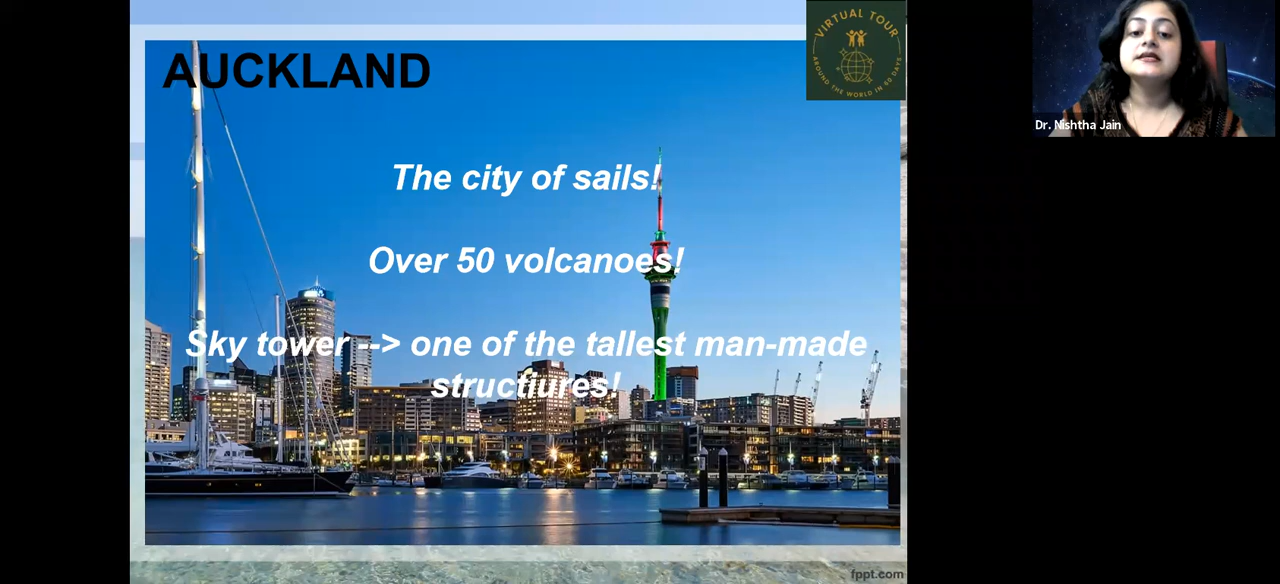 AUCKLAND
The city of sails!
Over 50 volcanoes!
Sky tower --> one of the tallest man-made
structiures!
VIRTUAL TOUR
AROUND THE WORLD IN 60 DAYS
Dr. Nishtha Jain
fppt.com